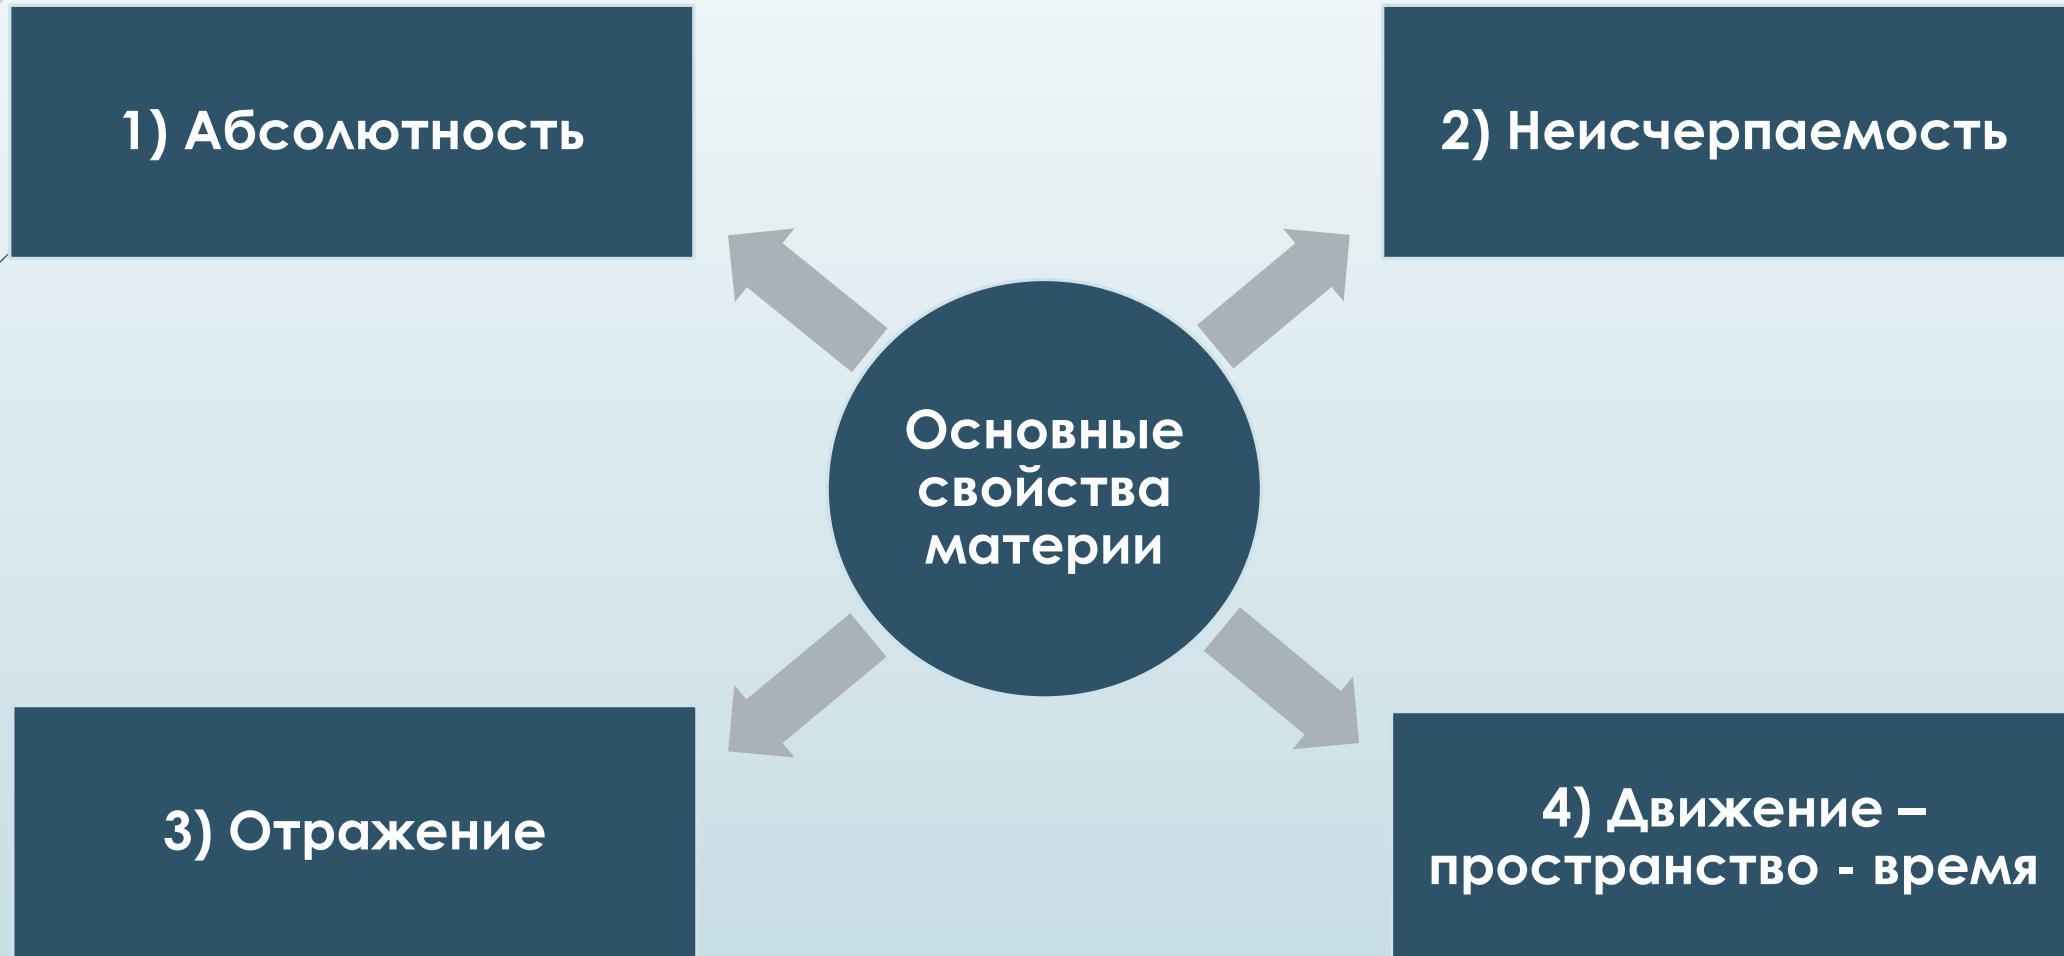 1) Абсолютность
2) Неисчерпаемость
Основные
свойства
материи
3) Отражение
4) Движение –
пространство - время